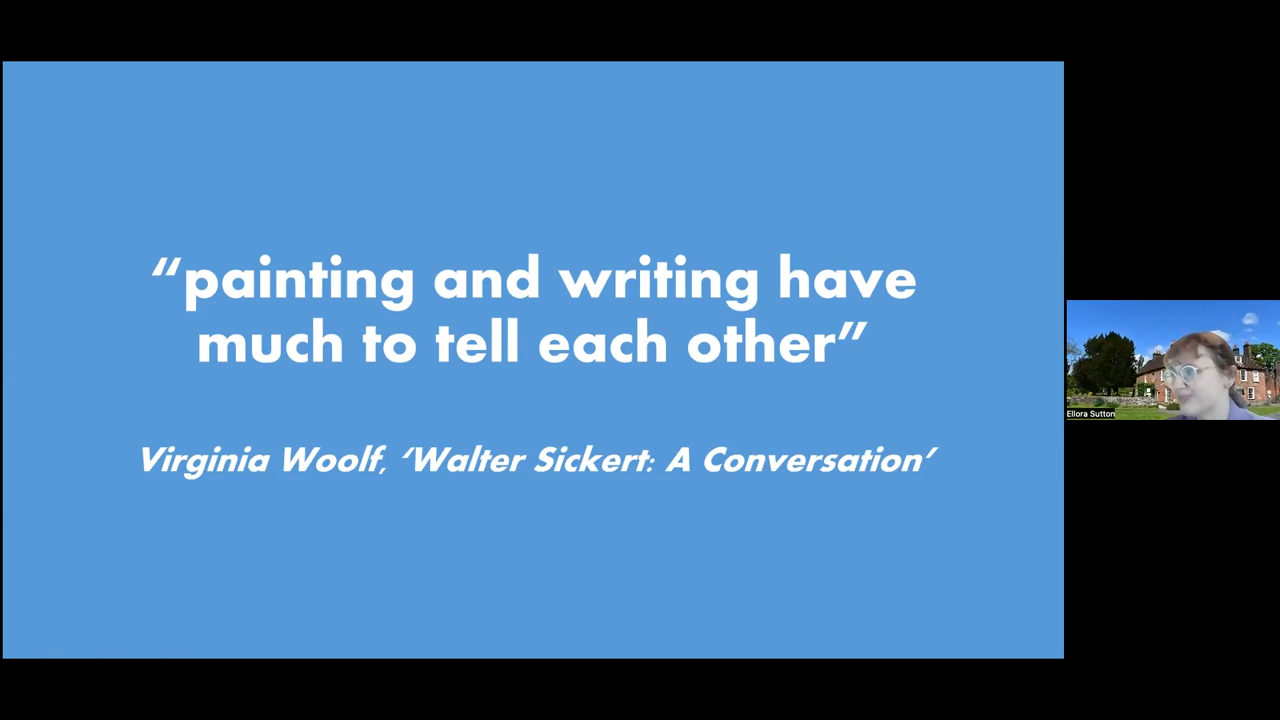 “painting and writing have
much to tell each other”
Virginia Woolf, ‘Walter Sickert: A Conversation’
Ellora Sutton